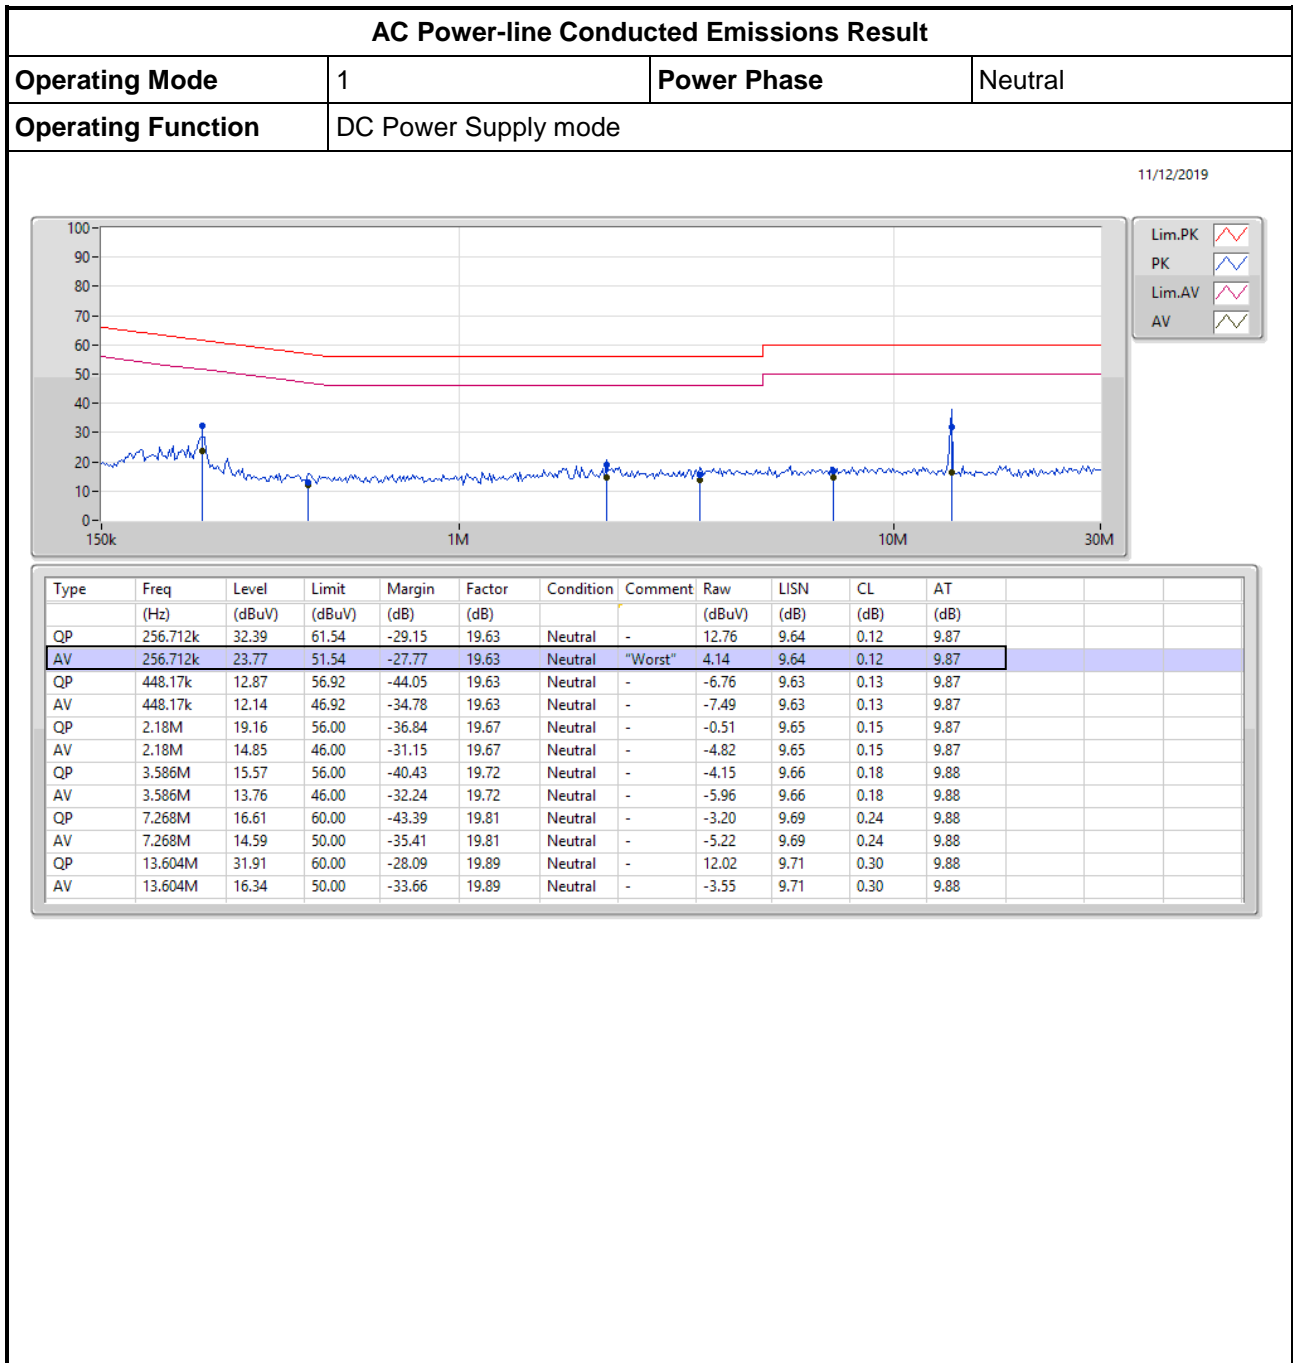 AC Power-line Conducted Emissions Result
Operating Mode 1 Power Phase Neutral
Operating Function DC Power Supply mode
11/12/2019
100
90
80
70
60
50
40
30
20
10
0
150k 1M 10M 30M
Lim.PK
PK
Lim.AV
AV
Type Freq Level Limit Margin Factor Condition Comment Raw LISN CL AT
(Hz) (dBuV) (dBuV) (dB) (dB) (dBuV) (dB) (dB) (dB)
QP 256.712k 32.39 61.54 -29.15 19.63 Neutral - 12.76 9.64 0.12 9.87
AV 256.712k 23.77 51.54 -27.77 19.63 Neutral "Worst" 4.14 9.64 0.12 9.87
QP 448.17k 12.87 56.92 -44.05 19.63 Neutral - -6.76 9.63 0.13 9.87
AV 448.17k 12.14 46.92 -34.78 19.63 Neutral - -7.49 9.63 0.13 9.87
QP 2.18M 19.16 56.00 -36.84 19.67 Neutral - -0.51 9.65 0.15 9.87
AV 2.18M 14.85 46.00 -31.15 19.67 Neutral - -4.82 9.65 0.15 9.87
QP 3.586M 15.57 56.00 -40.43 19.72 Neutral - -4.15 9.66 0.18 9.88
AV 3.586M 13.76 46.00 -32.24 19.72 Neutral - -5.96 9.66 0.18 9.88
QP 7.268M 16.61 60.00 -43.39 19.81 Neutral - -3.20 9.69 0.24 9.88
AV 7.268M 14.59 50.00 -35.41 19.81 Neutral - -5.22 9.69 0.24 9.88
QP 13.604M 31.91 60.00 -28.09 19.89 Neutral - 12.02 9.71 0.30 9.88
AV 13.604M 16.34 50.00 -33.66 19.89 Neutral - -3.55 9.71 0.30 9.88